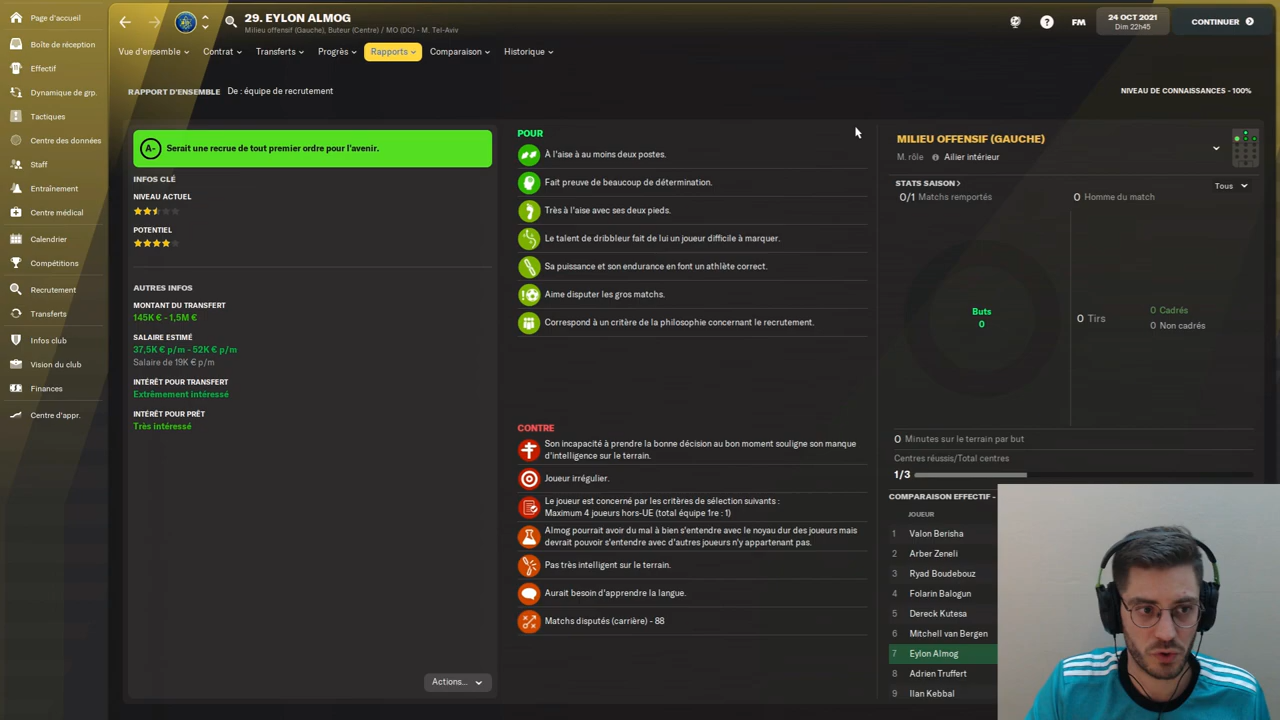 Page d'accueil
Boîte de réception
Effectif
Dynamique de grp.
Tactiques
Centre des données
Staff
Entraînement
Centre médical
Calendrier
Compétitions
Recrutement
Transferts
Infos club
Vision du club
Finances
Centre d'appr.
29. EYLON ALMOG
Milieu offensif (Gauche), Buteur (Centre) / MO (DC) - M. Tel-Aviv
FM
24 OCT 2021
Dim 22h45
CONTINUER
Vue d'ensemble
Contrat
Transferts
Progrès
Rapports
Comparaison
Historique
RAPPORT D'ENSEMBLE De : équipe de recrutement
NIVEAU DE CONNAISSANCES - 100%
A- Serait une recrue de tout premier ordre pour l'avenir.
INFOS CLÉ
NIVEAU ACTUEL
POTENTIEL
AUTRES INFOS
MONTANT DU TRANSFERT
145K € - 1,5M €
SALAIRE ESTIMÉ
37,5K € p/m - 52K € p/m
Salaire de 19K € p/m
INTÉRÊT POUR TRANSFERT
Extrêmement intéressé
INTÉRÊT POUR PRÊT
Très intéressé
Actions...
POUR
À l'aise à au moins deux postes.
Fait preuve de beaucoup de détermination.
Très à l'aise avec ses deux pieds.
Le talent de dribbleur fait de lui un joueur difficile à marquer.
Sa puissance et son endurance en font un athlète correct.
Aime disputer les gros matchs.
Correspond à un critère de la philosophie concernant le recrutement.
CONTRE
Son incapacité à prendre la bonne décision au bon moment souligne son manque
d'intelligence sur le terrain.
Joueur irrégulier.
Le joueur est concerné par les critères de sélection suivants :
Maximum 4 joueurs hors-UE (total équipe 1re : 1)
Almog pourrait avoir du mal à bien s'entendre avec le noyau dur des joueurs mais
devrait pouvoir s'entendre avec d'autres joueurs n'y appartenant pas.
Pas très intelligent sur le terrain.
Aurait besoin d'apprendre la langue.
Matchs disputés (carrière) - 88
MILIEU OFFENSIF (GAUCHE)
M. rôle Ailier intérieur
STATS SAISON
Tous
0/1 Matchs remportés
0 Homme du match
Buts
0
0 Tirs
0 Cadrés
0 Non cadrés
0 Minutes sur le terrain par but
Centres réussis/Total centres
1/3
COMPARAISON EFFECTIF -
JOUEUR
1 Valon Berisha
2 Arber Zeneli
3 Ryad Boudebouz
4 Folarin Balogun
5 Dereck Kutesa
6 Mitchell van Bergen
7 Eylon Almog
8 Adrien Truffert
9 Ilan Kebbal